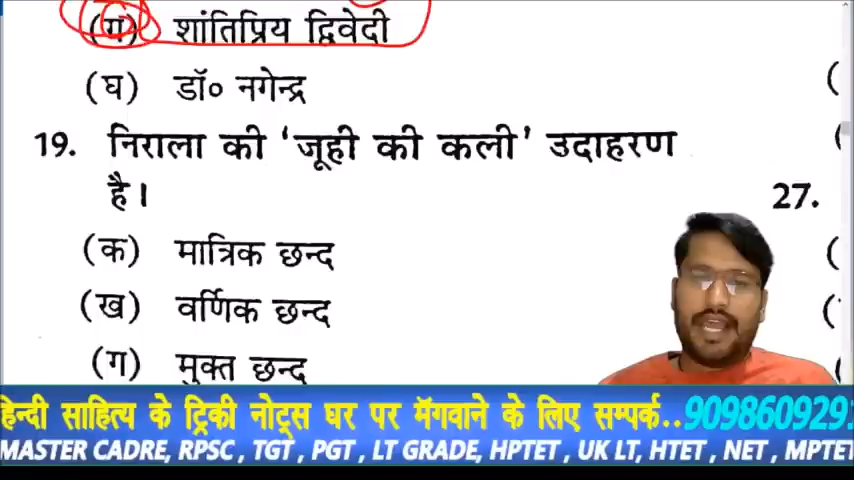 (ग) शांतिप्रिय द्विवेदी
(घ) डॉ० नगेन्द्र
19. निराला की 'जूही की कली' उदाहरण
है।
(क) मात्रिक छन्द
(ख) वर्णिक छन्द
(ग) मुक्त छन्द
27.
हिन्दी साहित्य के ट्रिकी नोट्स घर पर मॅगवाने के लिए सम्पर्क..909860929
MASTER CADRE, RPSC , TGT , PGT , LT GRADE, HPTET , UK LT, HTET , NET , MPTET